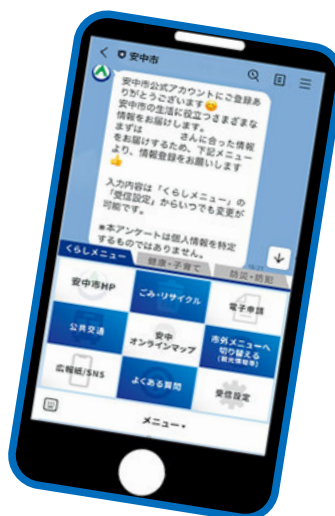 安中市
安中市公式アカウントにご登録あ
りがとうございます😊
安中市の生活に役立つさまざまな
情報をお届けします。
まずは　　　　さんに合った情報
をお届けするため、下記メニュー
より、情報登録をお願いします
👍
入力内容は「くらしメニュー」の
「受信設定」からいつでも変更が
可能です。
※本アンケートは個人情報を特定
するものではありません。
くらしメニュー 健康・子育て 防災・防犯
安中市HP ごみ・リサイクル 電子申請
公共交通 安中
オンラインマップ 市外メニューへ
切り替える
(観光情報等)
広報紙/SNS よくある質問 受信設定
メニュー▾